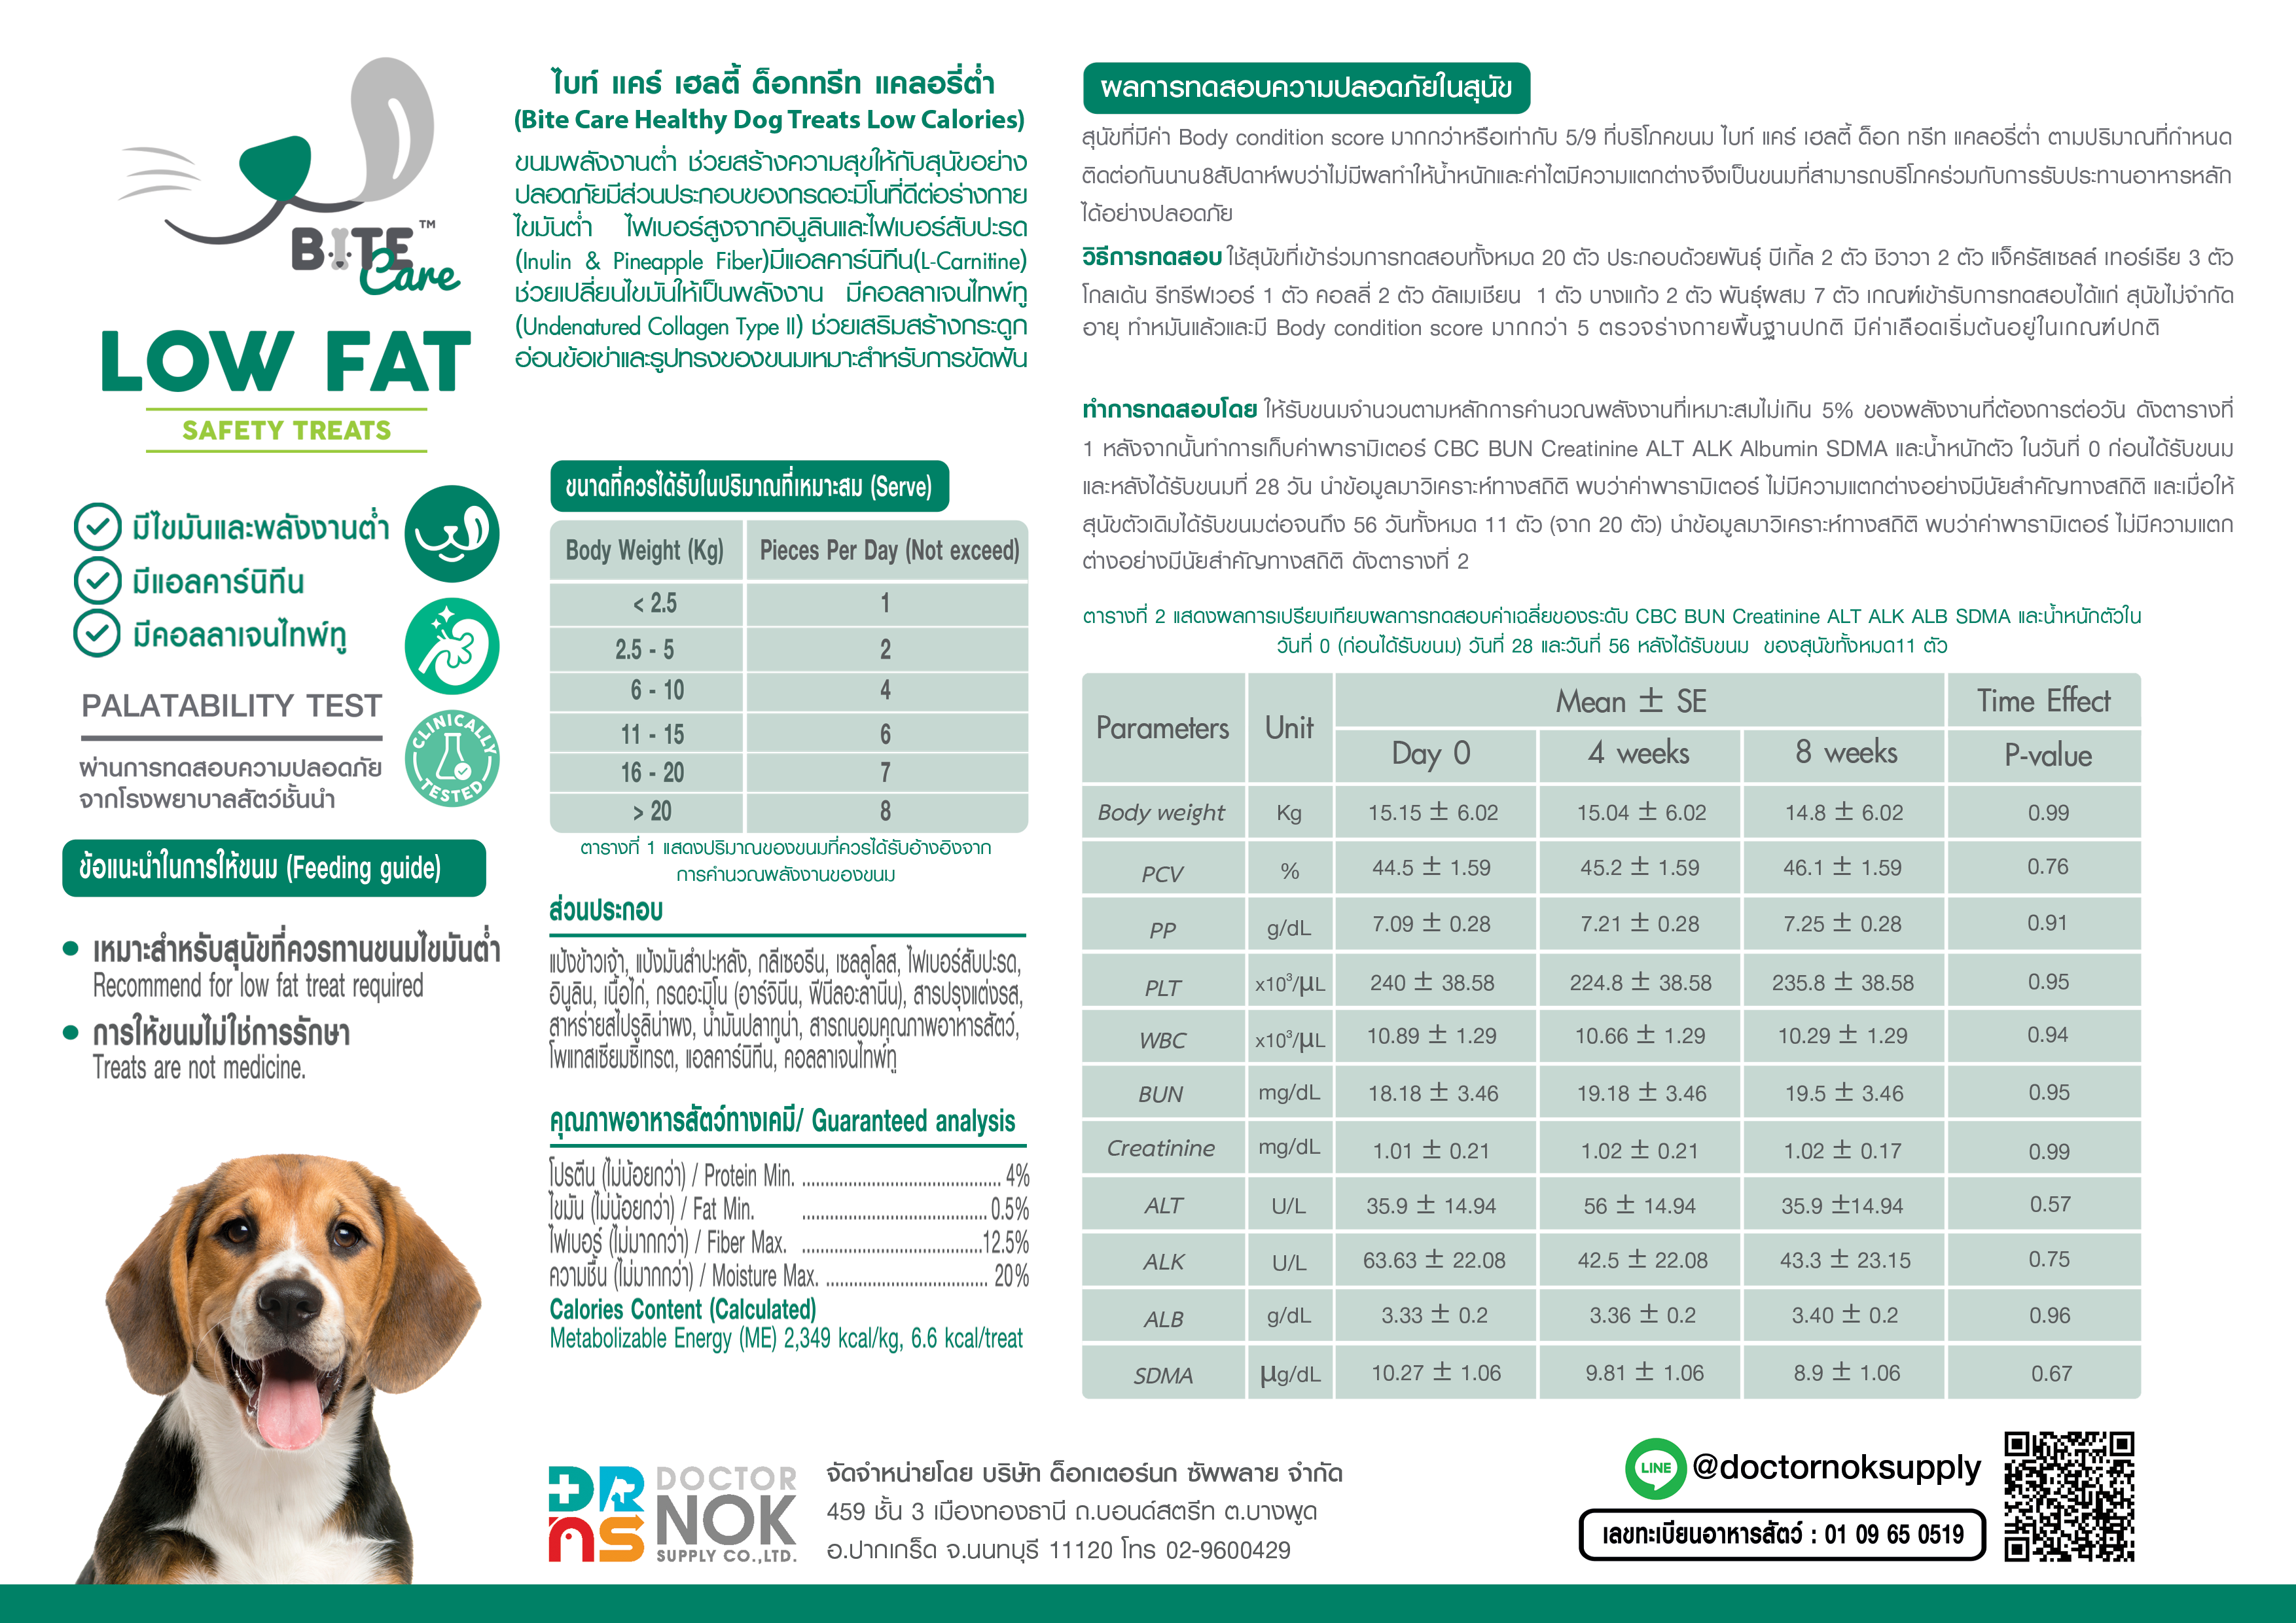 BITE™
Care
LOW FAT
SAFETY TREATS
มีไขมันและพลังงานต่ำ
มีแอลคาร์นิทีน
มีคอลลาเจนไทพ์ทู
PALATABILITY TEST
ผ่านการทดสอบความปลอดภัย
จากโรงพยาบาลสัตว์ชั้นนำ
CLINICALLY TESTED
ข้อแนะนำในการให้ขนม (Feeding guide)
เหมาะสำหรับสุนัขที่ควรทานขนมไขมันต่ำ
Recommend for low fat treat required
การให้ขนมไม่ใช่การรักษา
Treats are not medicine.
ไบท์ แคร์ เฮลตี้ ด็อกทรีท แคลอรี่ต่ำ
(Bite Care Healthy Dog Treats Low Calories)
ขนมพลังงานต่ำ ช่วยสร้างความสุขให้กับสุนัขอย่าง
ปลอดภัยมีส่วนประกอบของกรดอะมิโนที่ดีต่อร่างกาย
ไขมันต่ำ ไฟเบอร์สูงจากอินูลินและไฟเบอร์สับปะรด
(Inulin & Pineapple Fiber)มีแอลคาร์นิทีน(L-Carnitine)
ช่วยเปลี่ยนไขมันให้เป็นพลังงาน มีคอลลาเจนไทพ์ทู
(Undenatured Collagen Type II) ช่วยเสริมสร้างกระดูก
อ่อนข้อเข่าและรูปทรงของขนมเหมาะสำหรับการขัดฟัน
ขนาดที่ควรได้รับในปริมาณที่เหมาะสม (Serve)
Body Weight (Kg) Pieces Per Day (Not exceed)
< 2.5 1
2.5 - 5 2
6 - 10 4
11 - 15 6
16 - 20 7
> 20 8
ตารางที่ 1 แสดงปริมาณของขนมที่ควรได้รับอ้างอิงจาก
การคำนวณพลังงานของขนม
ส่วนประกอบ
แป้งข้าวเจ้า, แป้งมันสำปะหลัง, กลีเซอรีน, เซลลูโลส, ไฟเบอร์สับปะรด,
อินูลิน, เนื้อไก่, กรดอะมิโน (อาร์จินีน, ฟีนีลอะลานีน), สารปรุงแต่งรส,
สาหร่ายสไปรูลิน่าผง, น้ำมันปลาทูน่า, สารถนอมคุณภาพอาหารสัตว์,
โพแทสเซียมซิเทรต, แอลคาร์นิทีน, คอลลาเจนไทพ์ทู
คุณภาพอาหารสัตว์ทางเคมี/ Guaranteed analysis
โปรตีน (ไม่น้อยกว่า) / Protein Min. ........................................ 4%
ไขมัน (ไม่น้อยกว่า) / Fat Min. ..................................... 0.5%
ไฟเบอร์ (ไม่มากกว่า) / Fiber Max. ....................................12.5%
ความชื้น (ไม่มากกว่า) / Moisture Max. ................................ 20%
Calories Content (Calculated)
Metabolizable Energy (ME) 2,349 kcal/kg, 6.6 kcal/treat
ผลการทดสอบความปลอดภัยในสุนัข
สุนัขที่มีค่า Body condition score มากกว่าหรือเท่ากับ 5/9 ที่บริโภคขนม ไบท์ แคร์ เฮลตี้ ด็อก ทรีท แคลอรี่ต่ำ ตามปริมาณที่กำหนด
ติดต่อกันนาน8สัปดาห์พบว่าไม่มีผลทำให้น้ำหนักและค่าไตมีความแตกต่างจึงเป็นขนมที่สามารถบริโภคร่วมกับการรับประทานอาหารหลัก
ได้อย่างปลอดภัย
วิธีการทดสอบ ใช้สุนัขที่เข้าร่วมการทดสอบทั้งหมด 20 ตัว ประกอบด้วยพันธุ์ บีเกิ้ล 2 ตัว ชิวาวา 2 ตัว แจ็ครัสเซลล์ เทอร์เรีย 3 ตัว
โกลเด้น รีทรีฟเวอร์ 1 ตัว คอลลี่ 2 ตัว ดัลเมเชียน 1 ตัว บางแก้ว 2 ตัว พันธุ์ผสม 7 ตัว เกณฑ์เข้ารับการทดสอบได้แก่ สุนัขไม่จำกัด
อายุ ทำหมันแล้วและมี Body condition score มากกว่า 5 ตรวจร่างกายพื้นฐานปกติ มีค่าเลือดเริ่มต้นอยู่ในเกณฑ์ปกติ
ทำการทดสอบโดย ให้รับขนมจำนวนตามหลักการคำนวณพลังงานที่เหมาะสมไม่เกิน 5% ของพลังงานที่ต้องการต่อวัน ดังตารางที่
1 หลังจากนั้นทำการเก็บค่าพารามิเตอร์ CBC BUN Creatinine ALT ALK Albumin SDMA และน้ำหนักตัว ในวันที่ 0 ก่อนได้รับขนม
และหลังได้รับขนมที่ 28 วัน นำข้อมูลมาวิเคราะห์ทางสถิติ พบว่าค่าพารามิเตอร์ ไม่มีความแตกต่างอย่างมีนัยสำคัญทางสถิติ และเมื่อให้
สุนัขตัวเดิมได้รับขนมต่อจนถึง 56 วันทั้งหมด 11 ตัว (จาก 20 ตัว) นำข้อมูลมาวิเคราะห์ทางสถิติ พบว่าค่าพารามิเตอร์ ไม่มีความแตก
ต่างอย่างมีนัยสำคัญทางสถิติ ดังตารางที่ 2
ตารางที่ 2 แสดงผลการเปรียบเทียบผลการทดสอบค่าเฉลี่ยของระดับ CBC BUN Creatinine ALT ALK ALB SDMA และน้ำหนักตัวใน
วันที่ 0 (ก่อนได้รับขนม) วันที่ 28 และวันที่ 56 หลังได้รับขนม ของสุนัขทั้งหมด11 ตัว
Parameters Unit Mean ± SE Time Effect
Day 0 4 weeks 8 weeks P-value
Body weight Kg 15.15 ± 6.02 15.04 ± 6.02 14.8 ± 6.02 0.99
PCV % 44.5 ± 1.59 45.2 ± 1.59 46.1 ± 1.59 0.76
PP g/dL 7.09 ± 0.28 7.21 ± 0.28 7.25 ± 0.28 0.91
PLT x10³/µL 240 ± 38.58 224.8 ± 38.58 235.8 ± 38.58 0.95
WBC x10³/µL 10.89 ± 1.29 10.66 ± 1.29 10.29 ± 1.29 0.94
BUN mg/dL 18.18 ± 3.46 19.18 ± 3.46 19.5 ± 3.46 0.95
Creatinine mg/dL 1.01 ± 0.21 1.02 ± 0.21 1.02 ± 0.17 0.99
ALT U/L 35.9 ± 14.94 56 ± 14.94 35.9 ±14.94 0.57
ALK U/L 63.63 ± 22.08 42.5 ± 22.08 43.3 ± 23.15 0.75
ALB g/dL 3.33 ± 0.2 3.36 ± 0.2 3.40 ± 0.2 0.96
SDMA µg/dL 10.27 ± 1.06 9.81 ± 1.06 8.9 ± 1.06 0.67
DOCTOR
NOK
SUPPLY CO.,LTD.
จัดจำหน่ายโดย บริษัท ด็อกเตอร์นก ซัพพลาย จำกัด
459 ชั้น 3 เมืองทองธานี ถ.บอนด์สตรีท ต.บางพูด
อ.ปากเกร็ด จ.นนทบุรี 11120 โทร 02-9600429
LINE @doctornoksupply
เลขทะเบียนอาหารสัตว์ : 01 09 65 0519